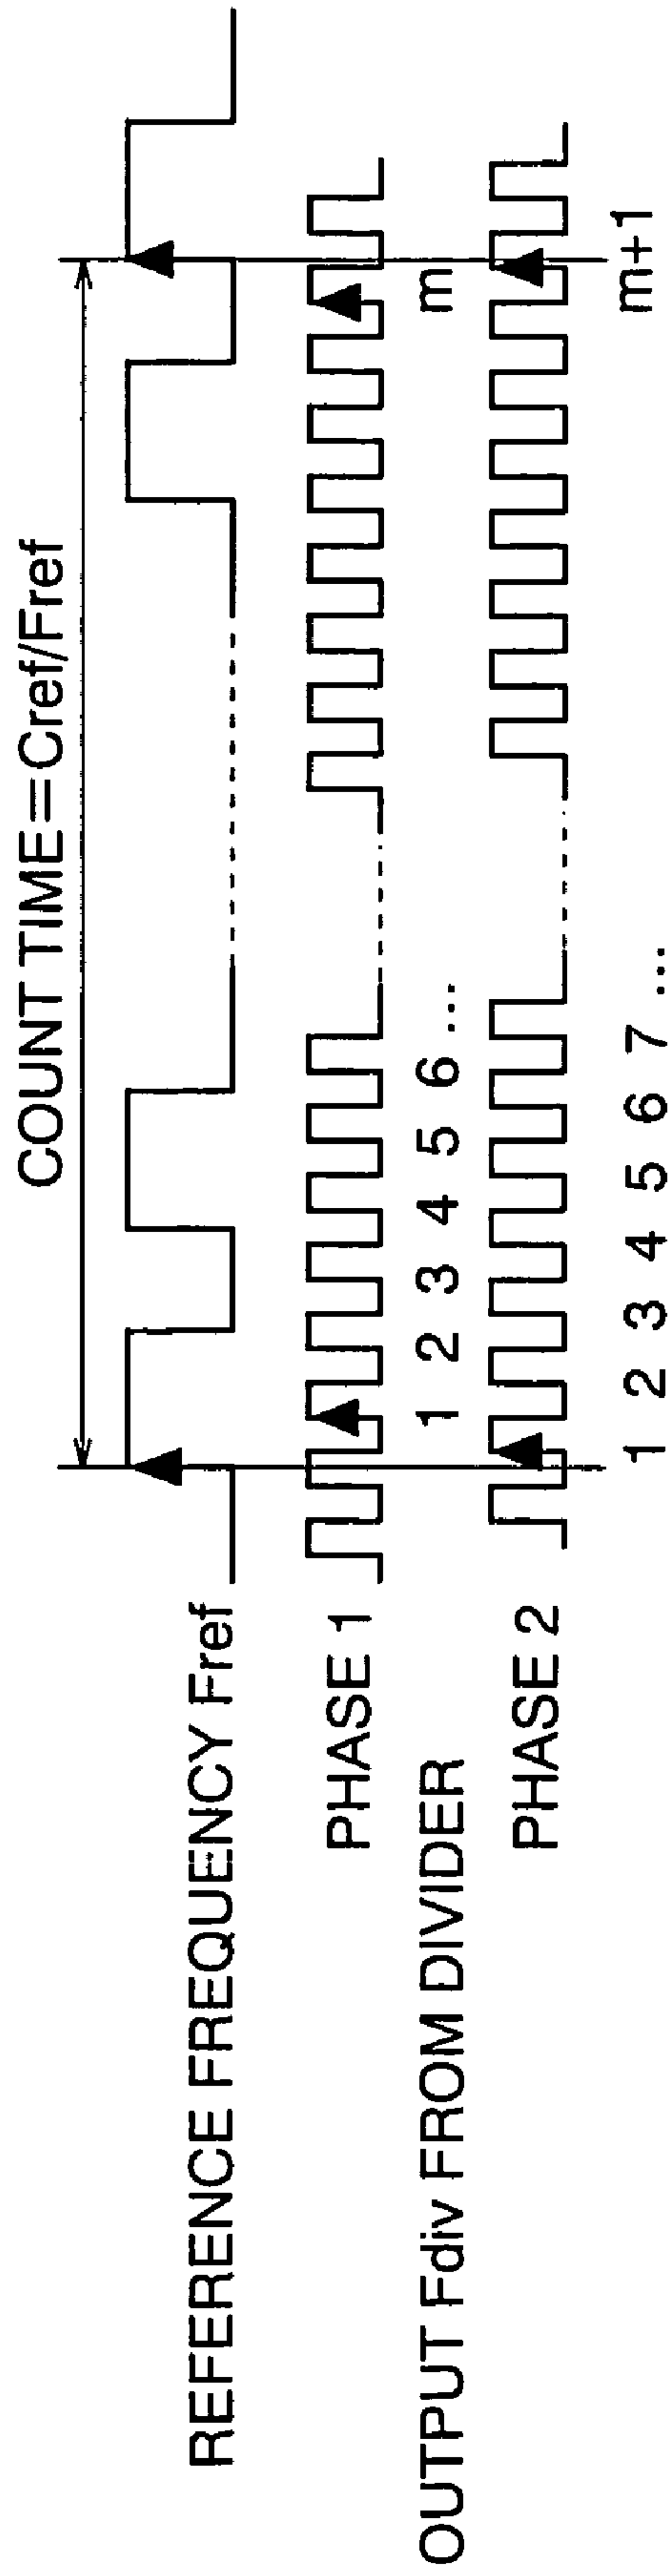 COUNT TIME=Cref/Fref
REFERENCE FREQUENCY Fref
PHASE 1
1 2 3 4 5 6 ... m
OUTPUT Fdiv FROM DIVIDER
PHASE 2
1 2 3 4 5 6 7 ... m+1